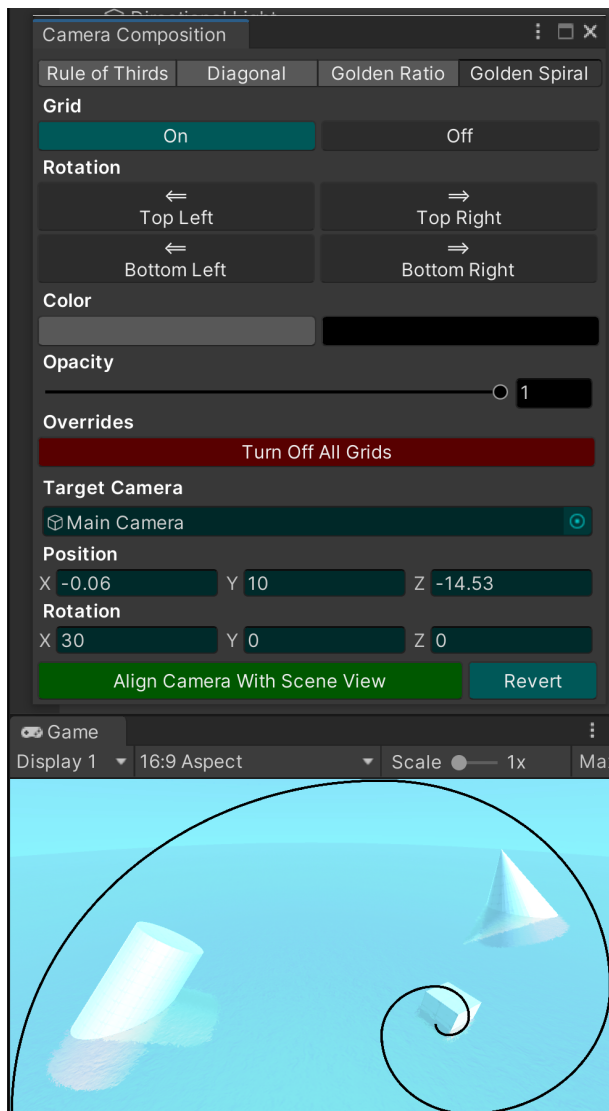 Directional Light
Camera Composition
Rule of Thirds Diagonal Golden Ratio Golden Spiral
Grid
On Off
Rotation
⇐ ⇒
Top Left Top Right
⇐ ⇒
Bottom Left Bottom Right
Color
Opacity
1
Overrides
Turn Off All Grids
Target Camera
Main Camera
Position
X -0.06 Y 10 Z -14.53
Rotation
X 30 Y 0 Z 0
Align Camera With Scene View Revert
Game
Display 1 16:9 Aspect Scale 1x Ma